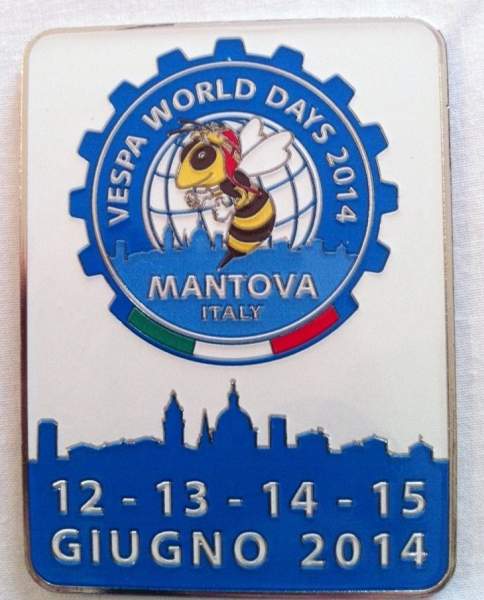 VESPA WORLD DAYS 2014
MANTOVA
ITALY
12 - 13 - 14 - 15
GIUGNO 2014